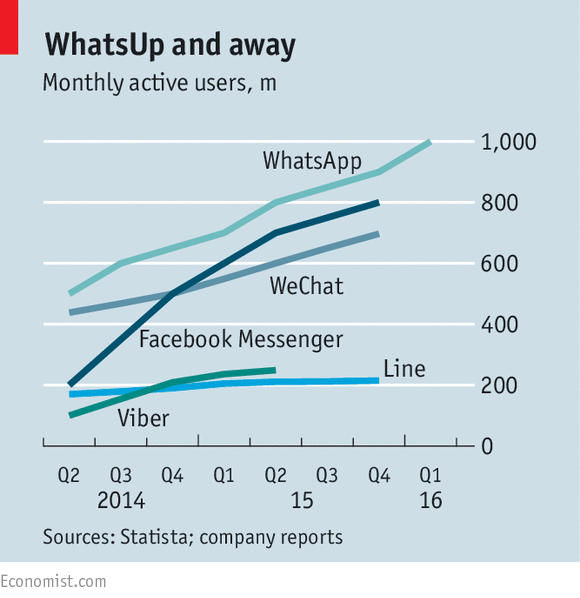 WhatsUp and away
Monthly active users, m
1,000
WhatsApp
800
600
WeChat
400
Facebook Messenger
Line
200
Viber
0
Q2 Q3 Q4 Q1 Q2 Q3 Q4 Q1
2014 15 16
Sources: Statista; company reports
Economist.com